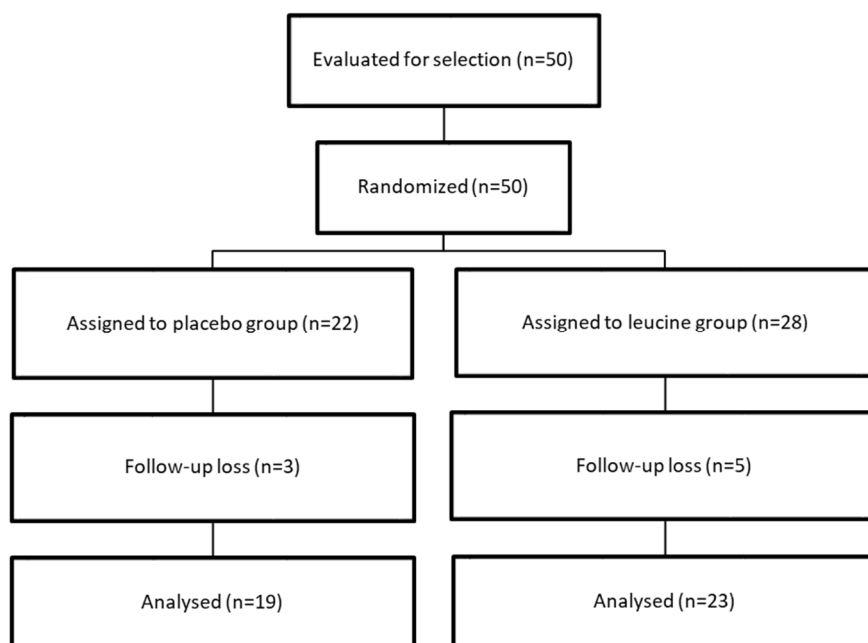 Evaluated for selection (n=50)
Randomized (n=50)
Assigned to placebo group (n=22)
Assigned to leucine group (n=28)
Follow-up loss (n=3)
Follow-up loss (n=5)
Analysed (n=19)
Analysed (n=23)